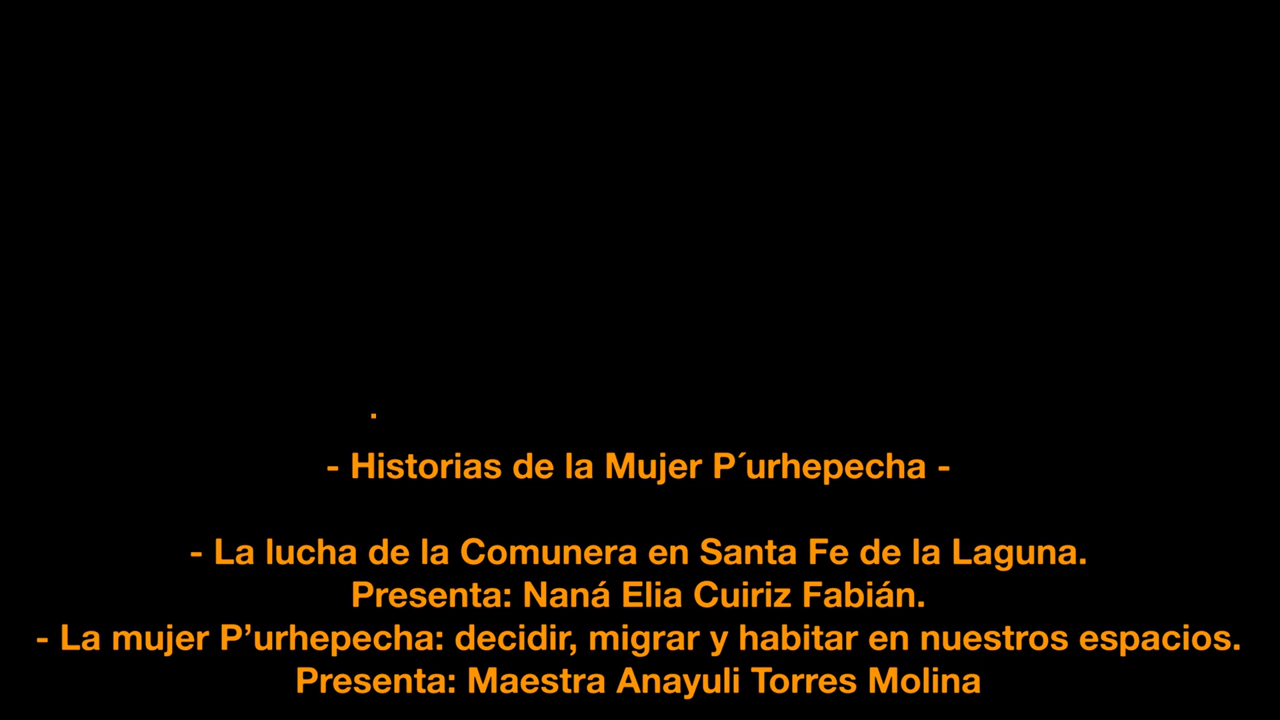 .
- Historias de la Mujer P´urhepecha -
- La lucha de la Comunera en Santa Fe de la Laguna.
Presenta: Naná Elia Cuiriz Fabián.
- La mujer P’urhepecha: decidir, migrar y habitar en nuestros espacios.
Presenta: Maestra Anayuli Torres Molina